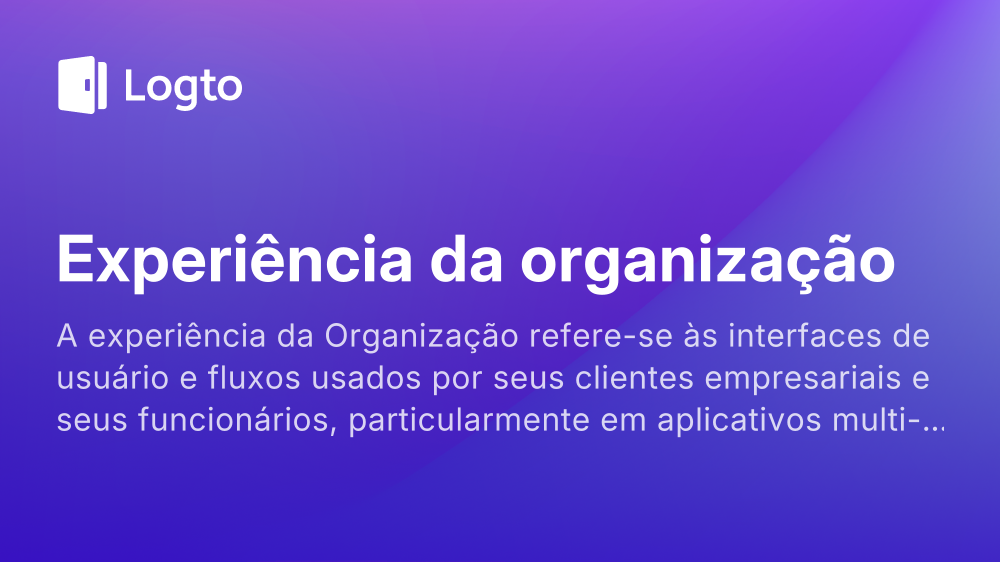 Logto
Experiência da organização
A experiência da Organização refere-se às interfaces de
usuário e fluxos usados por seus clientes empresariais e
seus funcionários, particularmente em aplicativos multi-...